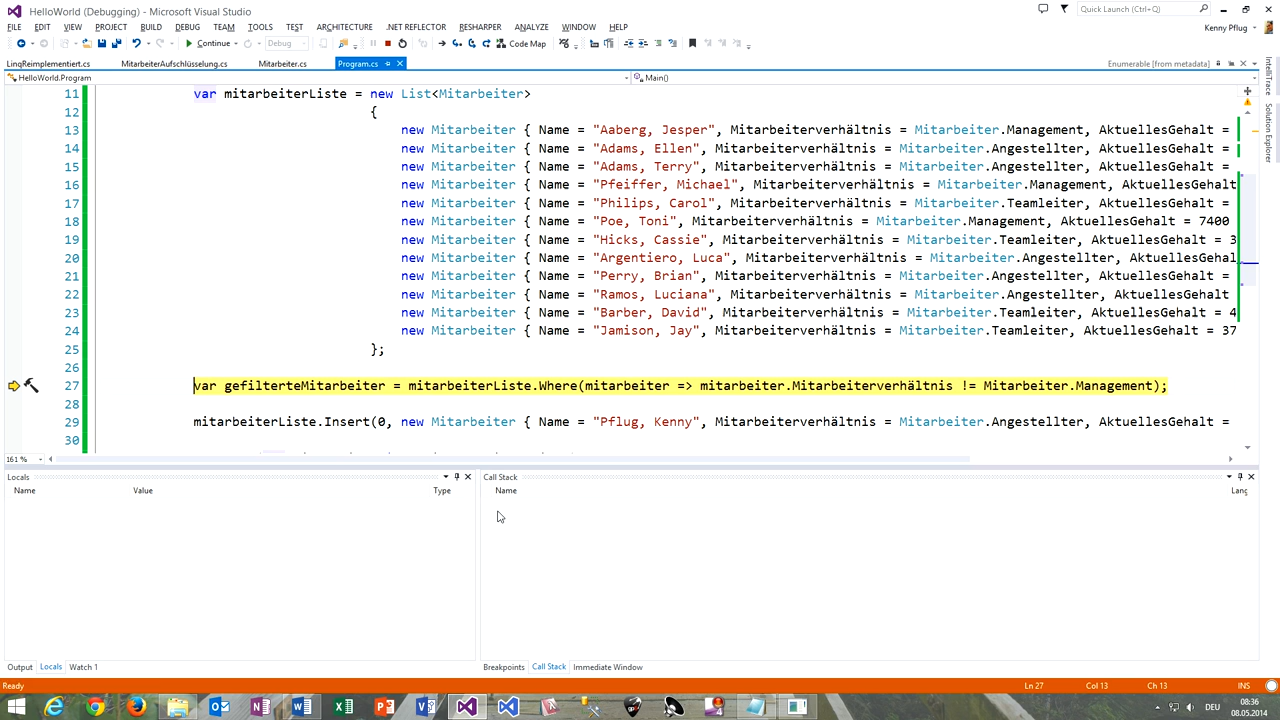 HelloWorld (Debugging) - Microsoft Visual Studio
Quick Launch (Ctrl+Q)
FILE EDIT VIEW PROJECT BUILD DEBUG TEAM TOOLS TEST ARCHITECTURE .NET REFLECTOR RESHARPER ANALYZE WINDOW HELP
Kenny Pflug
Continue Debug Code Map
LinqReimplementiert.cs MitarbeiterAufschlüsselung.cs Mitarbeiter.cs Program.cs Enumerable [from metadata]
HelloWorld.Program Main()
IntelliTrace
Solution Explorer
11 var mitarbeiterListe = new List<Mitarbeiter>
12 {
13 new Mitarbeiter { Name = "Aaberg, Jesper", Mitarbeiterverhältnis = Mitarbeiter.Management, AktuellesGehalt =
14 new Mitarbeiter { Name = "Adams, Ellen", Mitarbeiterverhältnis = Mitarbeiter.Angestellter, AktuellesGehalt =
15 new Mitarbeiter { Name = "Adams, Terry", Mitarbeiterverhältnis = Mitarbeiter.Angestellter, AktuellesGehalt =
16 new Mitarbeiter { Name = "Pfeiffer, Michael", Mitarbeiterverhältnis = Mitarbeiter.Management, AktuellesGehalt
17 new Mitarbeiter { Name = "Philips, Carol", Mitarbeiterverhältnis = Mitarbeiter.Teamleiter, AktuellesGehalt =
18 new Mitarbeiter { Name = "Poe, Toni", Mitarbeiterverhältnis = Mitarbeiter.Management, AktuellesGehalt = 7400
19 new Mitarbeiter { Name = "Hicks, Cassie", Mitarbeiterverhältnis = Mitarbeiter.Teamleiter, AktuellesGehalt = 3
20 new Mitarbeiter { Name = "Argentiero, Luca", Mitarbeiterverhältnis = Mitarbeiter.Angestellter, AktuellesGehal
21 new Mitarbeiter { Name = "Perry, Brian", Mitarbeiterverhältnis = Mitarbeiter.Angestellter, AktuellesGehalt =
22 new Mitarbeiter { Name = "Ramos, Luciana", Mitarbeiterverhältnis = Mitarbeiter.Angestellter, AktuellesGehalt
23 new Mitarbeiter { Name = "Barber, David", Mitarbeiterverhältnis = Mitarbeiter.Teamleiter, AktuellesGehalt = 4
24 new Mitarbeiter { Name = "Jamison, Jay", Mitarbeiterverhältnis = Mitarbeiter.Teamleiter, AktuellesGehalt = 37
25 };
26
27 var gefilterteMitarbeiter = mitarbeiterListe.Where(mitarbeiter => mitarbeiter.Mitarbeiterverhältnis != Mitarbeiter.Management);
28
29 mitarbeiterListe.Insert(0, new Mitarbeiter { Name = "Pflug, Kenny", Mitarbeiterverhältnis = Mitarbeiter.Angestellter, AktuellesGehalt =
30
161 %
Locals
Name Value Type
Call Stack
Name Lang
Output Locals Watch 1
Breakpoints Call Stack Immediate Window
Ready Ln 27 Col 13 Ch 13 INS
DEU 08:36
08.05.2014